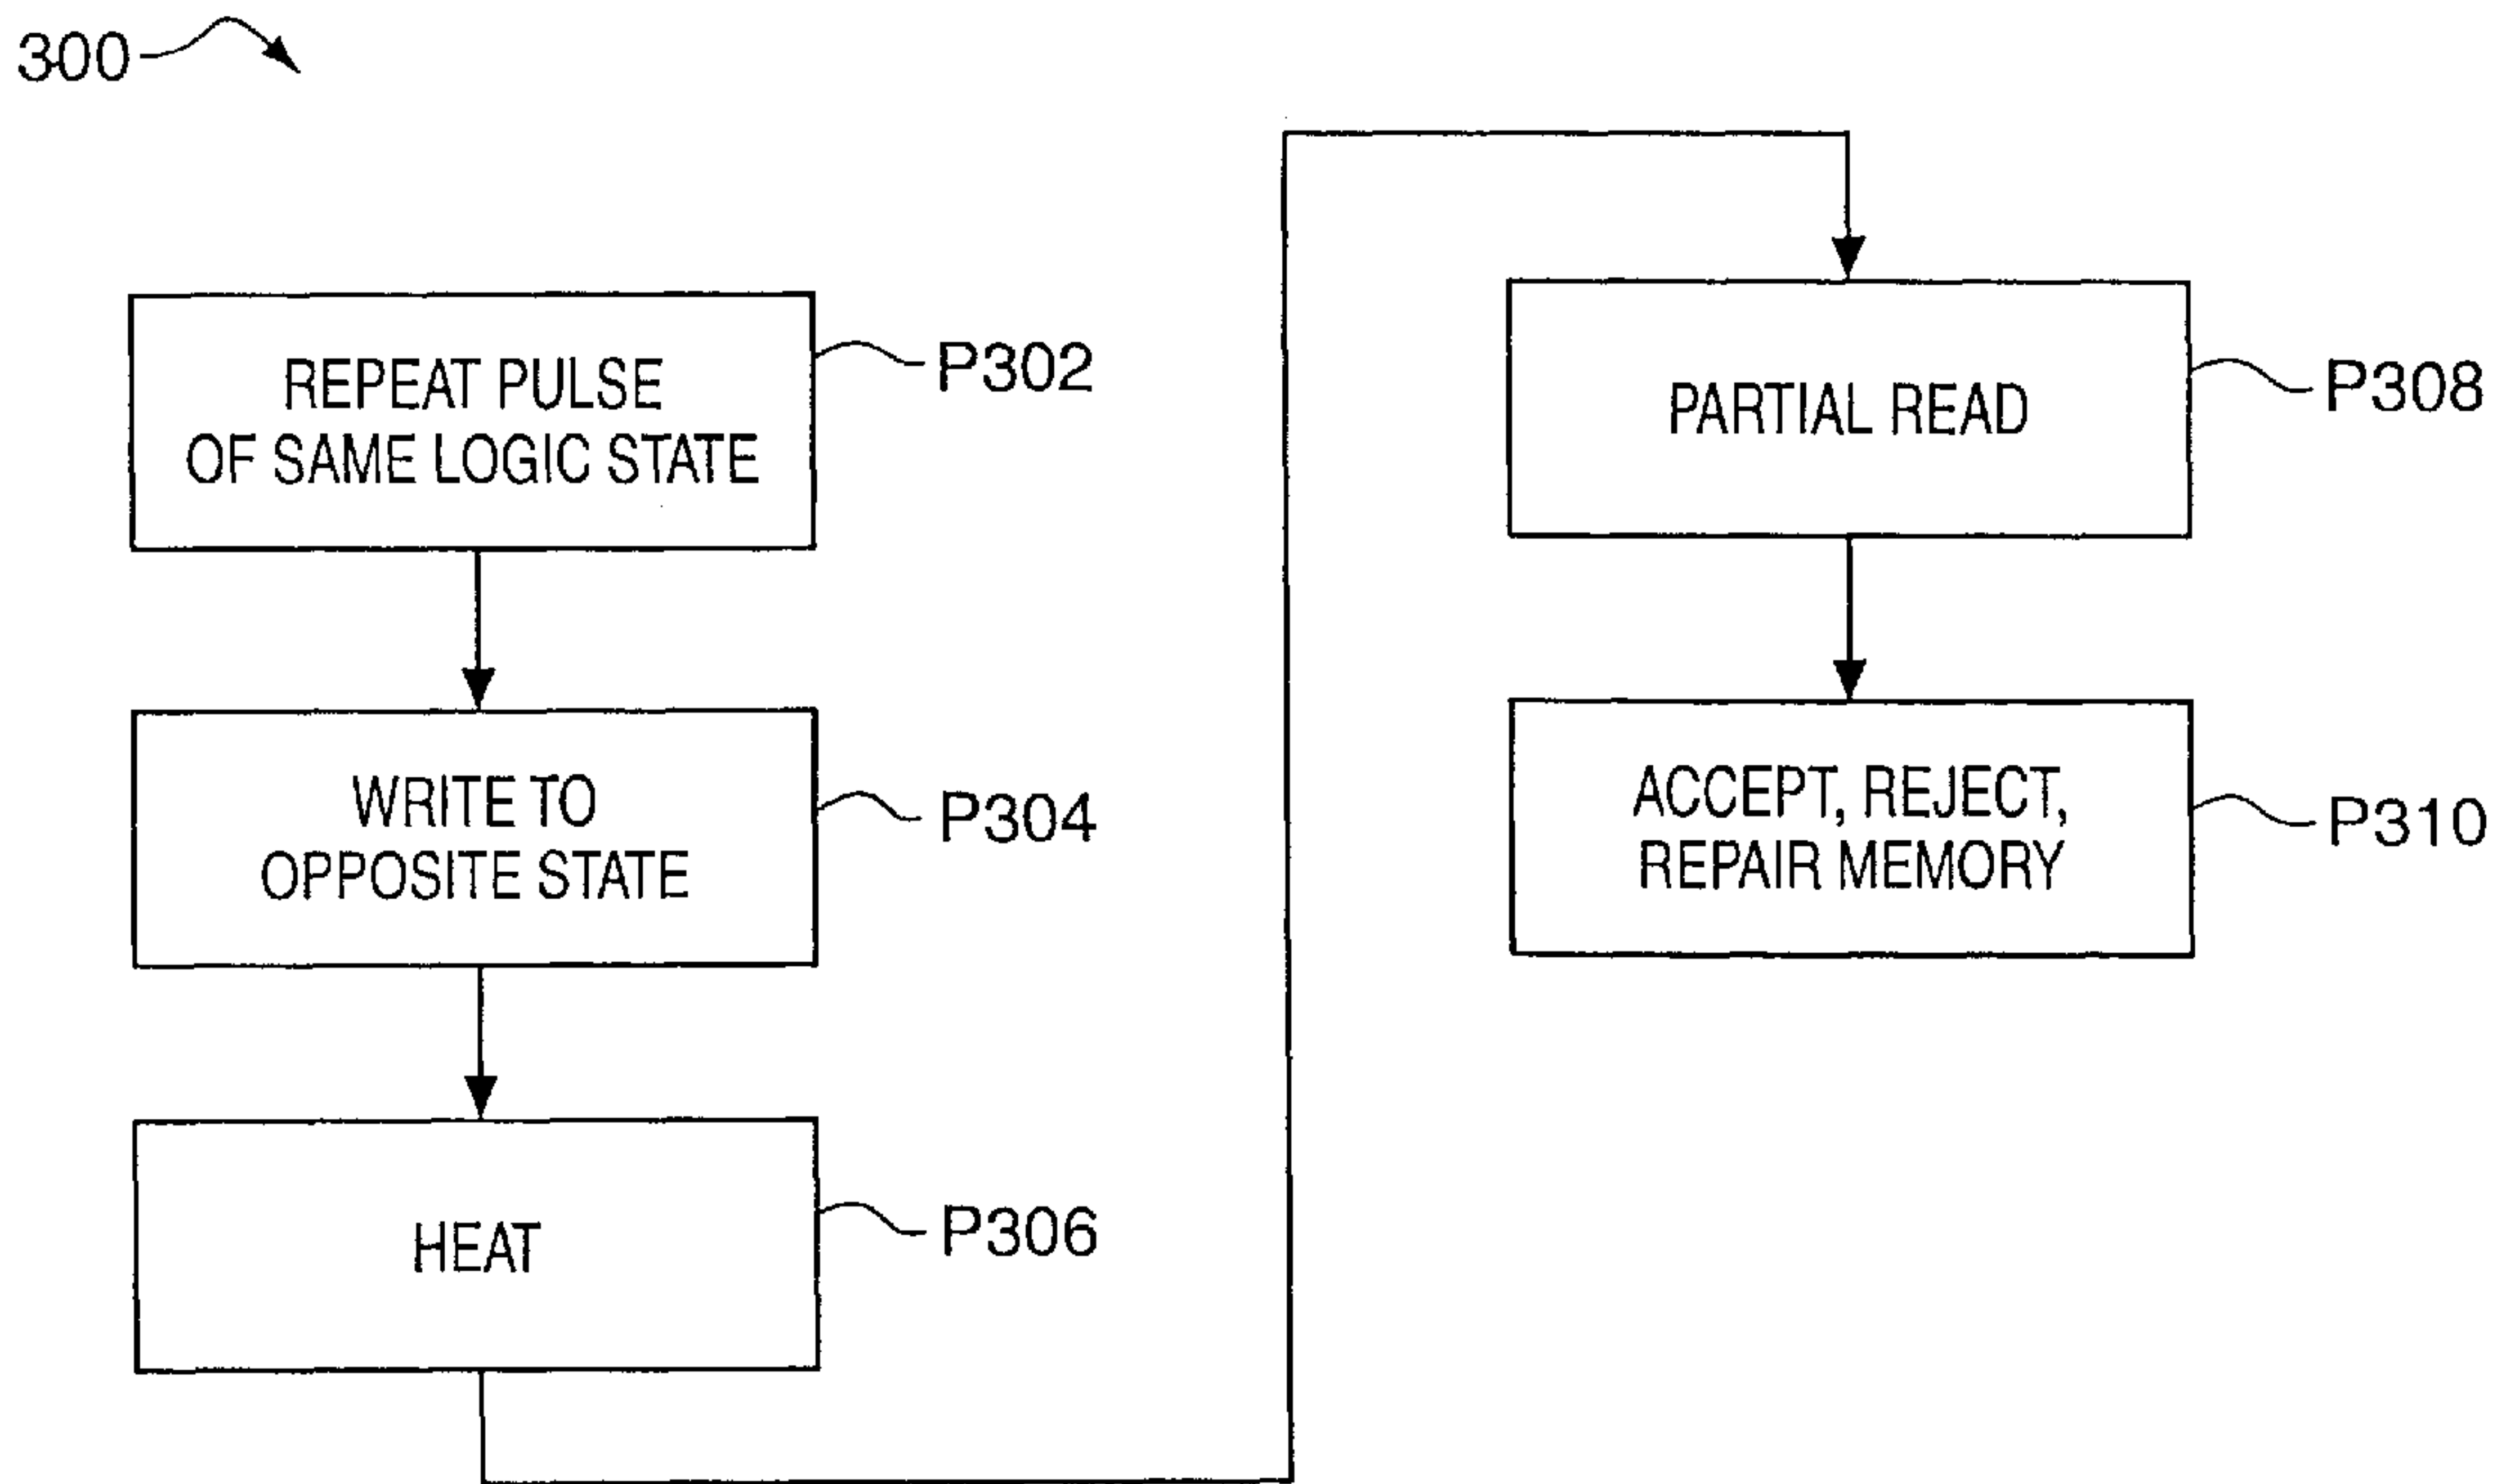 300
REPEAT PULSE
OF SAME LOGIC STATE
P302
WRITE TO
OPPOSITE STATE
P304
HEAT
P306
PARTIAL READ
P308
ACCEPT, REJECT,
REPAIR MEMORY
P310